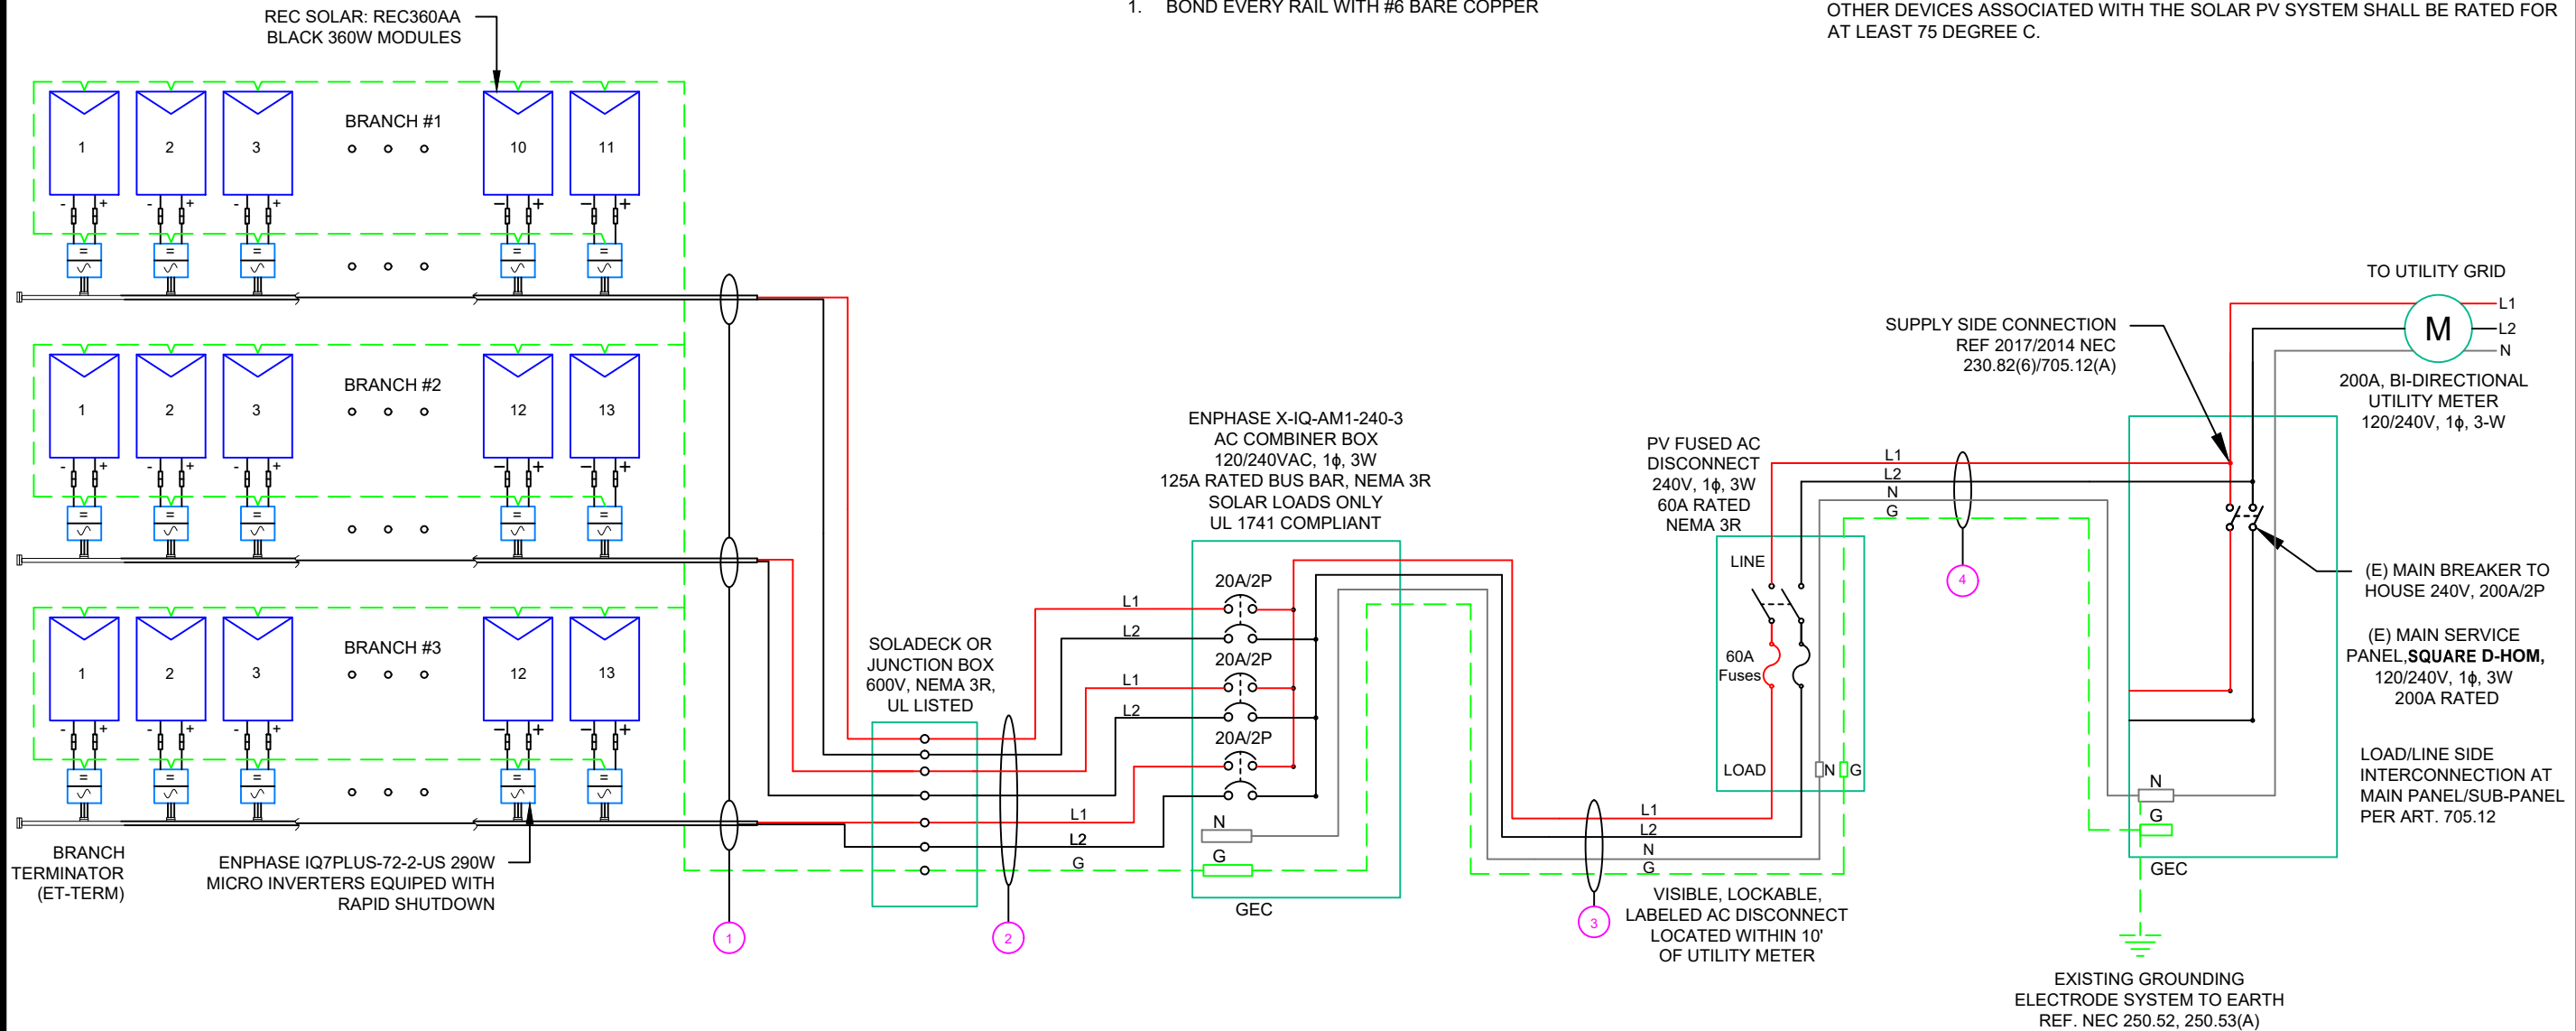 REC SOLAR: REC360AA
BLACK 360W MODULES
1. BOND EVERY RAIL WITH #6 BARE COPPER
OTHER DEVICES ASSOCIATED WITH THE SOLAR PV SYSTEM SHALL BE RATED FOR
AT LEAST 75 DEGREE C.
BRANCH #1
1 2 3 10 11
- + - + - + - + - +
= = = = =
BRANCH #2
1 2 3 12 13
- + - + - + - + - +
= = = = =
BRANCH #3
1 2 3 12 13
- + - + - + - + - +
= = = = =
BRANCH
TERMINATOR
(ET-TERM)
ENPHASE IQ7PLUS-72-2-US 290W
MICRO INVERTERS EQUIPED WITH
RAPID SHUTDOWN
1
SOLADECK OR
JUNCTION BOX
600V, NEMA 3R,
UL LISTED
2
L1
L2
L1
L2
L1
L2
G
ENPHASE X-IQ-AM1-240-3
AC COMBINER BOX
120/240VAC, 1ϕ, 3W
125A RATED BUS BAR, NEMA 3R
SOLAR LOADS ONLY
UL 1741 COMPLIANT
20A/2P
20A/2P
20A/2P
N
G
GEC
L1
L2
N
G
3
PV FUSED AC
DISCONNECT
240V, 1ϕ, 3W
60A RATED
NEMA 3R
LINE
60A
Fuses
LOAD
N G
VISIBLE, LOCKABLE,
LABELED AC DISCONNECT
LOCATED WITHIN 10'
OF UTILITY METER
L1
L2
N
G
4
SUPPLY SIDE CONNECTION
REF 2017/2014 NEC
230.82(6)/705.12(A)
TO UTILITY GRID
M
L1
L2
N
200A, BI-DIRECTIONAL
UTILITY METER
120/240V, 1ϕ, 3-W
(E) MAIN BREAKER TO
HOUSE 240V, 200A/2P
(E) MAIN SERVICE
PANEL,SQUARE D-HOM,
120/240V, 1ϕ, 3W
200A RATED
LOAD/LINE SIDE
INTERCONNECTION AT
MAIN PANEL/SUB-PANEL
PER ART. 705.12
N
G
GEC
EXISTING GROUNDING
ELECTRODE SYSTEM TO EARTH
REF. NEC 250.52, 250.53(A)